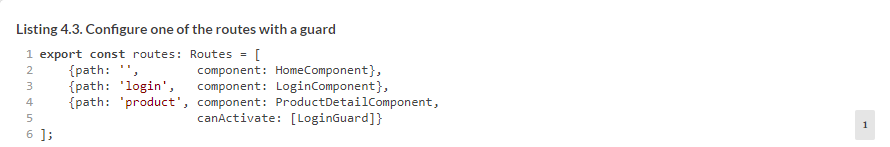 Listing 4.3. Configure one of the routes with a guard
1 export const routes: Routes = [
2     {path: '',        component: HomeComponent},
3     {path: 'login',   component: LoginComponent},
4     {path: 'product', component: ProductDetailComponent,
5                       canActivate: [LoginGuard]}
6 ];
1